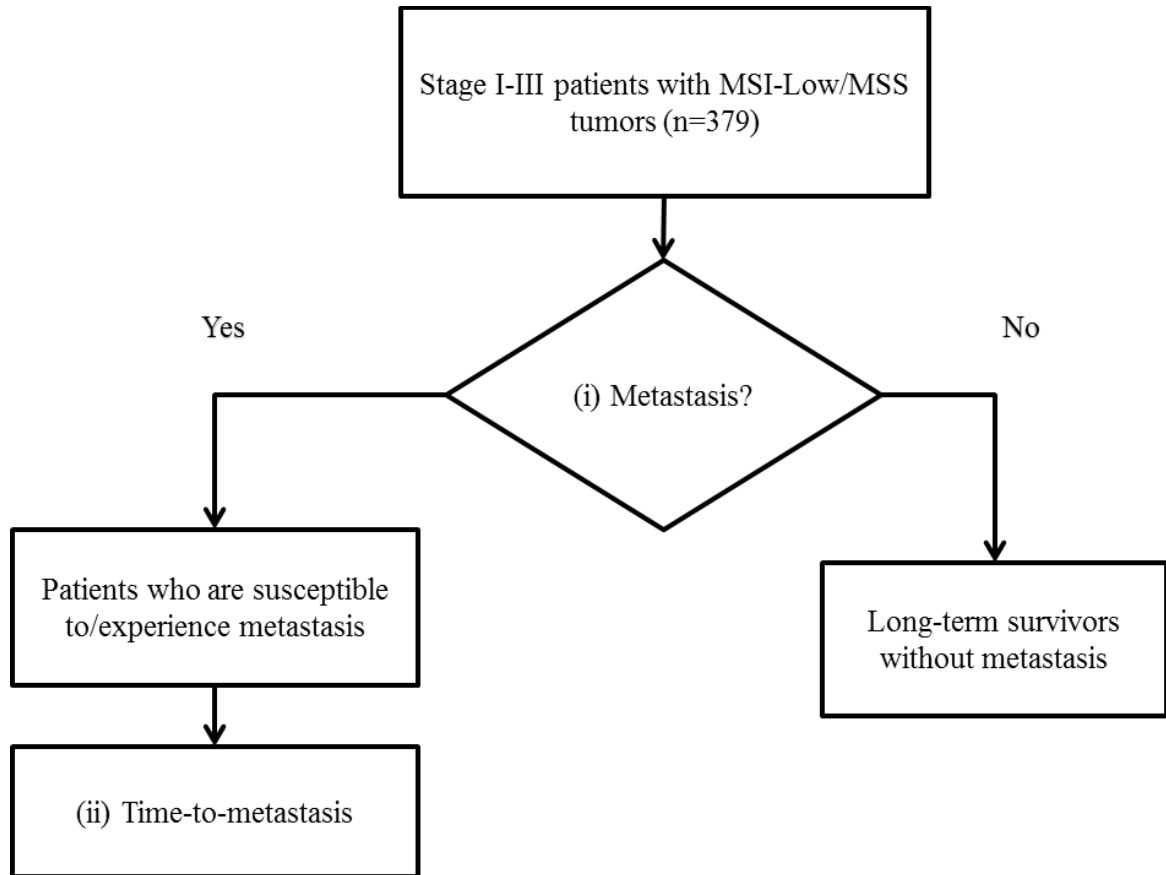 Stage I-III patients with MSI-Low/MSS
tumors (n=379)
Yes
No
(i) Metastasis?
Patients who are susceptible
to/experience metastasis
Long-term survivors
without metastasis
(ii) Time-to-metastasis